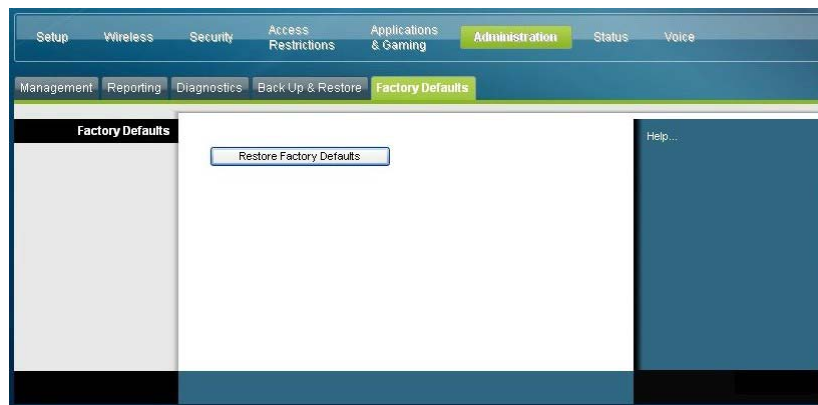 Setup Wireless Security Access Restrictions Applications & Gaming Administration Status Voice
Management Reporting Diagnostics Back Up & Restore Factory Defaults
Factory Defaults
Restore Factory Defaults
Help...